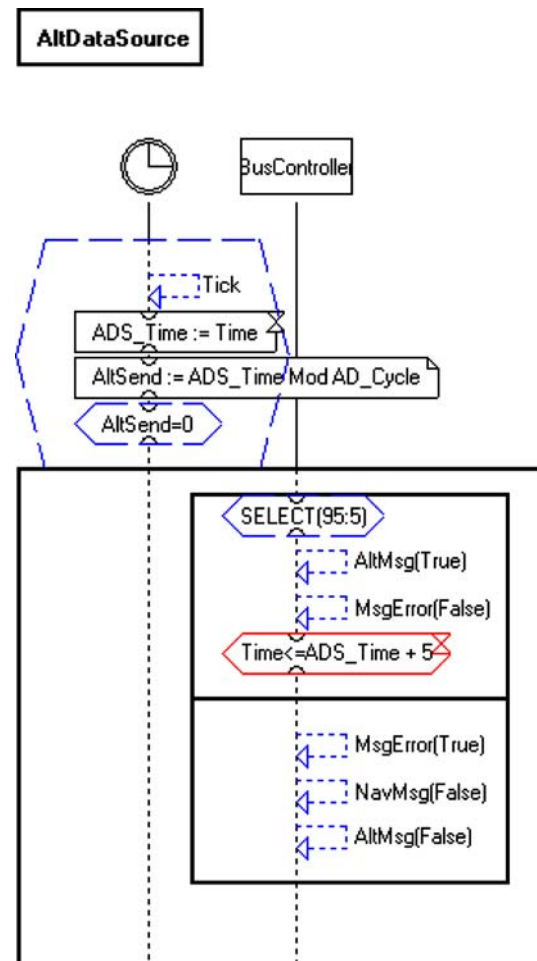 AltDataSource
BusController
Tick
ADS_Time := Time
AltSend := ADS_Time Mod AD_Cycle
AltSend=0
SELECT(95:5)
AltMsg(True)
MsgError(False)
Time<=ADS_Time + 5
MsgError(True)
NavMsg(False)
AltMsg(False)